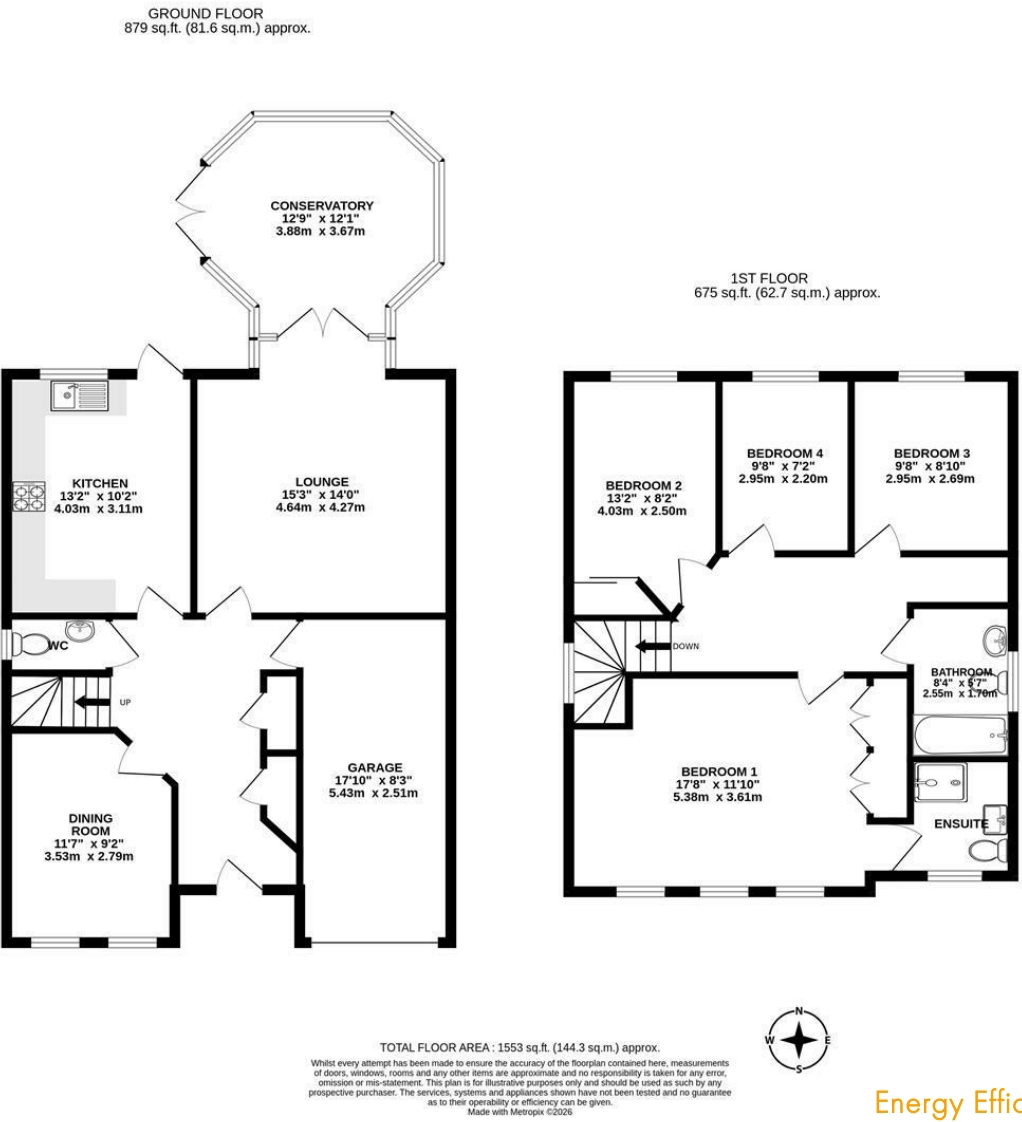 GROUND FLOOR
879 sq.ft. (81.6 sq.m.) approx.
CONSERVATORY
12'9" x 12'1"
3.88m x 3.67m
KITCHEN
13'2" x 10'2"
4.03m x 3.11m
LOUNGE
15'3" x 14'0"
4.64m x 4.27m
WC
UP
DINING
ROOM
11'7" x 9'2"
3.53m x 2.79m
GARAGE
17'10" x 8'3"
5.43m x 2.51m
1ST FLOOR
675 sq.ft. (62.7 sq.m.) approx.
BEDROOM 2
13'2" x 8'2"
4.03m x 2.50m
BEDROOM 4
9'8" x 7'2"
2.95m x 2.20m
BEDROOM 3
9'8" x 8'10"
2.95m x 2.69m
DOWN
BATHROOM
8'4" x 5'7"
2.55m x 1.70m
BEDROOM 1
17'8" x 11'10"
5.38m x 3.61m
ENSUITE
N
W E
S
TOTAL FLOOR AREA : 1553 sq.ft. (144.3 sq.m.) approx.
Whilst every attempt has been made to ensure the accuracy of the floorplan contained here, measurements
of doors, windows, rooms and any other items are approximate and no responsibility is taken for any error,
omission or mis-statement. This plan is for illustrative purposes only and should be used as such by any
prospective purchaser. The services, systems and appliances shown have not been tested and no guarantee
as to their operability or efficiency can be given.
Made with Metropix ©2026
Energy Effic